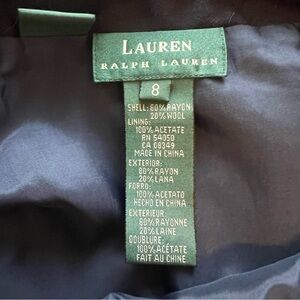 LAUREN
RALPH LAUREN
8
SHELL: 80% RAYON
20% WOOL
LINING:
100% ACETATE
RN 54050
CA 08349
MADE IN CHINA
EXTERIOR:
80% RAYON
20% LANA
FORRO:
100% ACETATO
HECHO EN CHINA
EXTERIEUR:
80% RAYONNE
20% LAINE
DOUBLURE:
100% ACÉTATE
FAIT AU CHINE